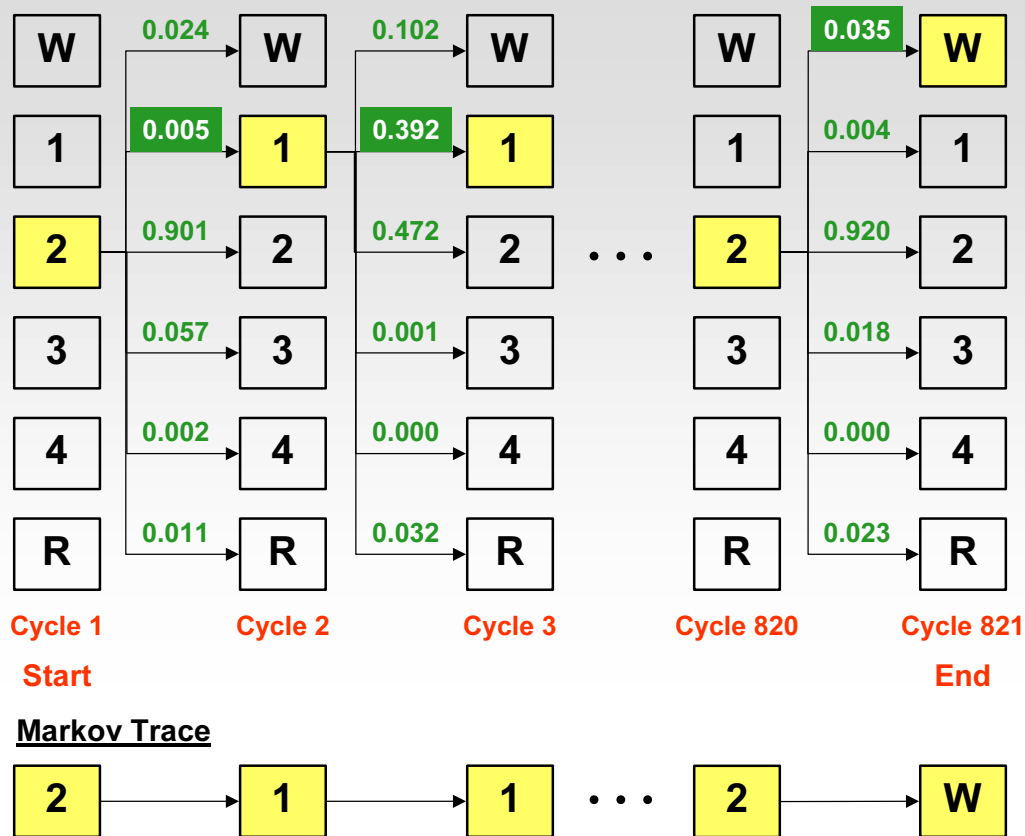 0.024 0.102 0.035
W W W W W
0.005 0.392 0.004
1 1 1 1 1
0.901 0.472 0.920
2 2 2 . . . 2 2
0.057 0.001 0.018
3 3 3 3 3
0.002 0.000 0.000
4 4 4 4 4
0.011 0.032 0.023
R R R R R
Cycle 1 Cycle 2 Cycle 3 Cycle 820 Cycle 821
Start End
Markov Trace
2 1 1 . . . 2 W